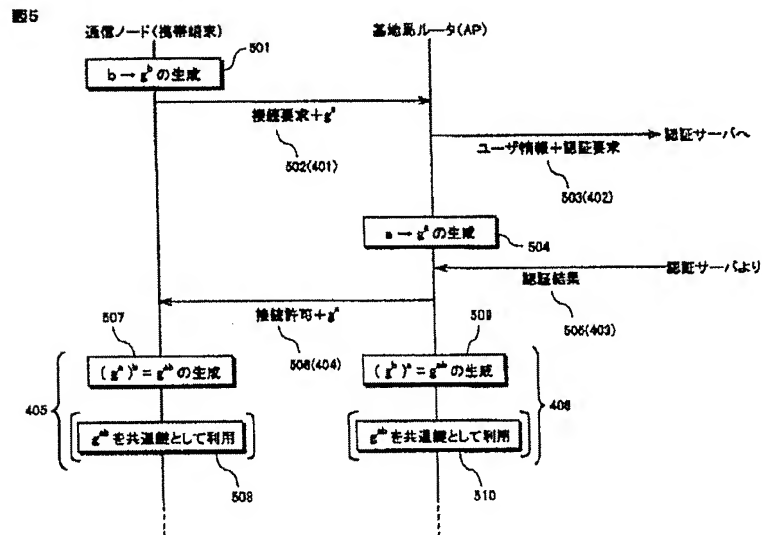 図5
通信ノード(携帯端末)
基地局ルータ(AP)
501
b → g^b の生成
接続要求+g^a
認証サーバへ
502(401)
ユーザ情報+認証要求
503(402)
a → g^a の生成
504
認証サーバより
認証結果
接続許可+g^a
507
509
506(404)
505(403)
(g^a)^b = g^ab の生成
(g^b)^a = g^ab の生成
405
406
g^ab を共通鍵として利用
g^ab を共通鍵として利用
508
510